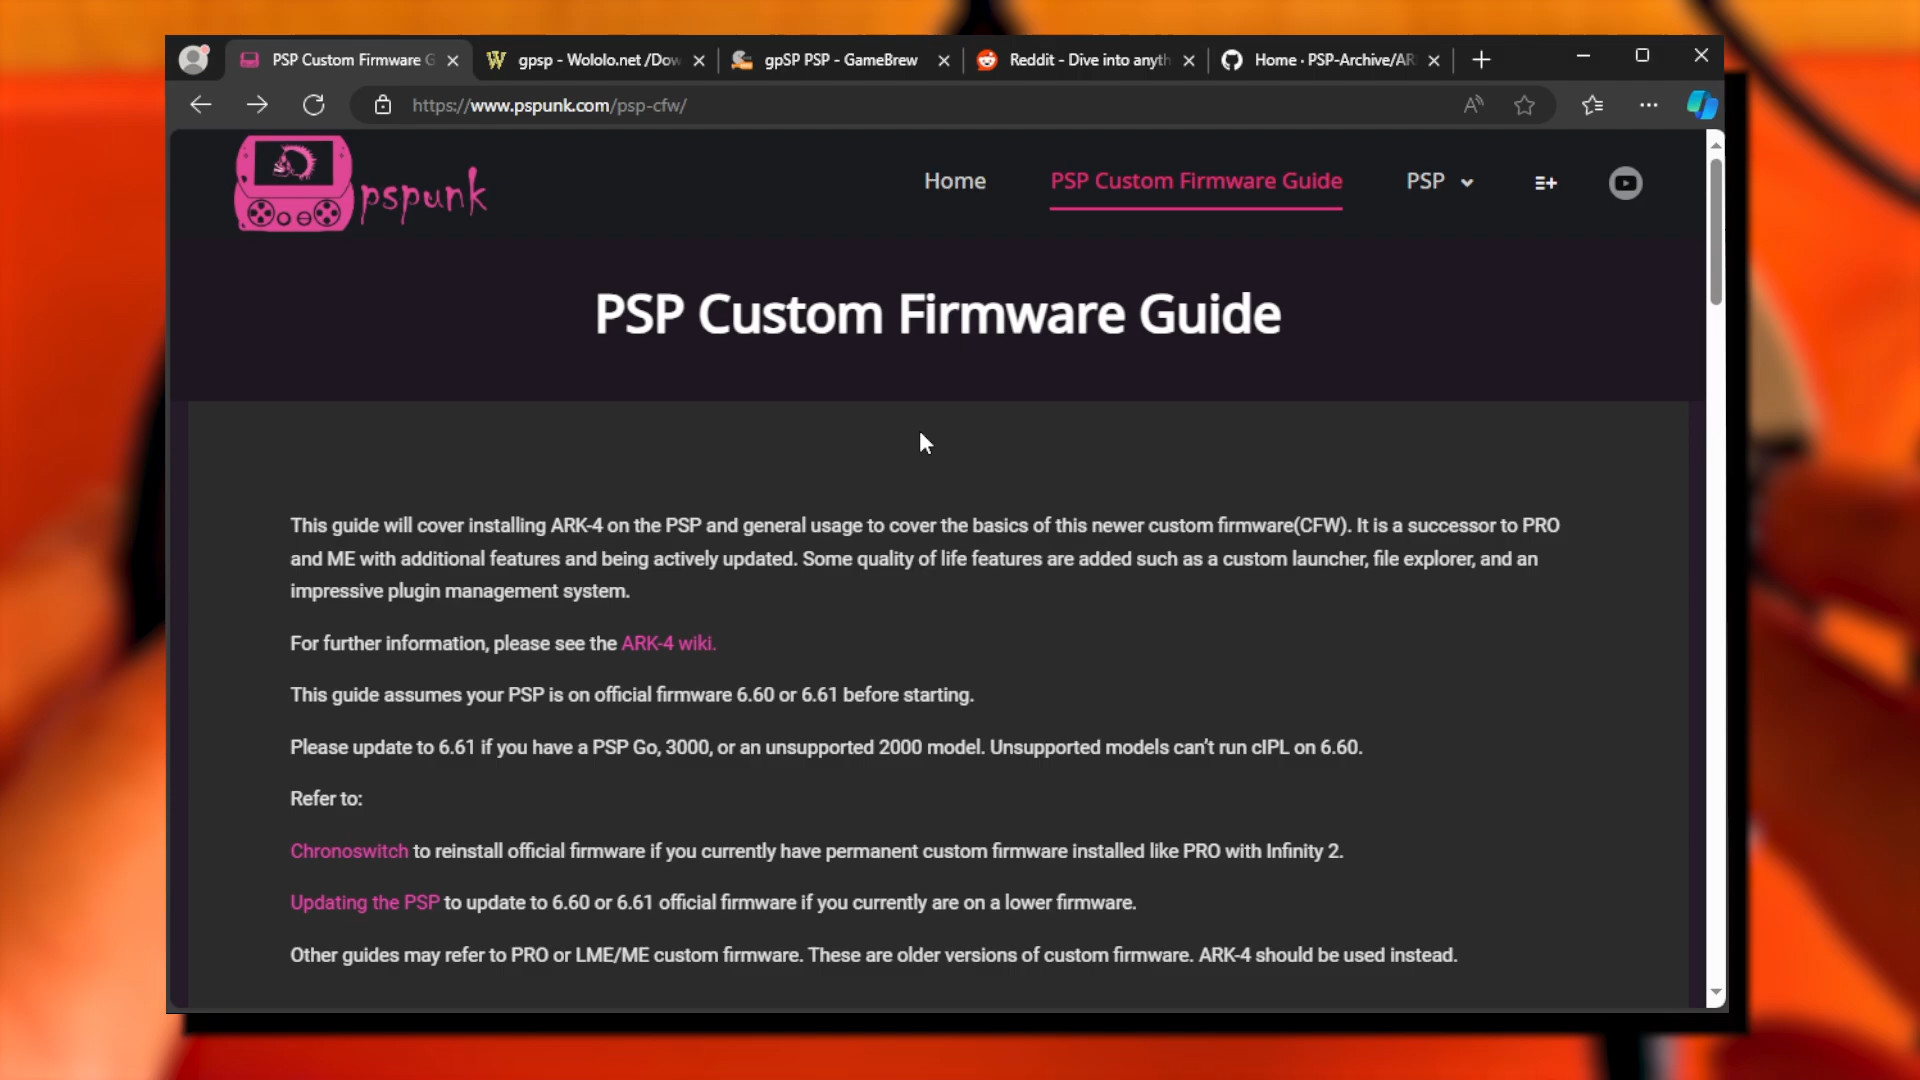 PSP Custom Firmware G
gpsp - Wololo.net /Dow
gpSP PSP - GameBrew
Reddit - Dive into anyth
Home · PSP-Archive/AR
https://www.pspunk.com/psp-cfw/
pspunk
Home
PSP Custom Firmware Guide
PSP
PSP Custom Firmware Guide
This guide will cover installing ARK-4 on the PSP and general usage to cover the basics of this newer custom firmware(CFW). It is a successor to PRO
and ME with additional features and being actively updated. Some quality of life features are added such as a custom launcher, file explorer, and an
impressive plugin management system.
For further information, please see the ARK-4 wiki.
This guide assumes your PSP is on official firmware 6.60 or 6.61 before starting.
Please update to 6.61 if you have a PSP Go, 3000, or an unsupported 2000 model. Unsupported models can't run cIPL on 6.60.
Refer to:
Chronoswitch to reinstall official firmware if you currently have permanent custom firmware installed like PRO with Infinity 2.
Updating the PSP to update to 6.60 or 6.61 official firmware if you currently are on a lower firmware.
Other guides may refer to PRO or LME/ME custom firmware. These are older versions of custom firmware. ARK-4 should be used instead.